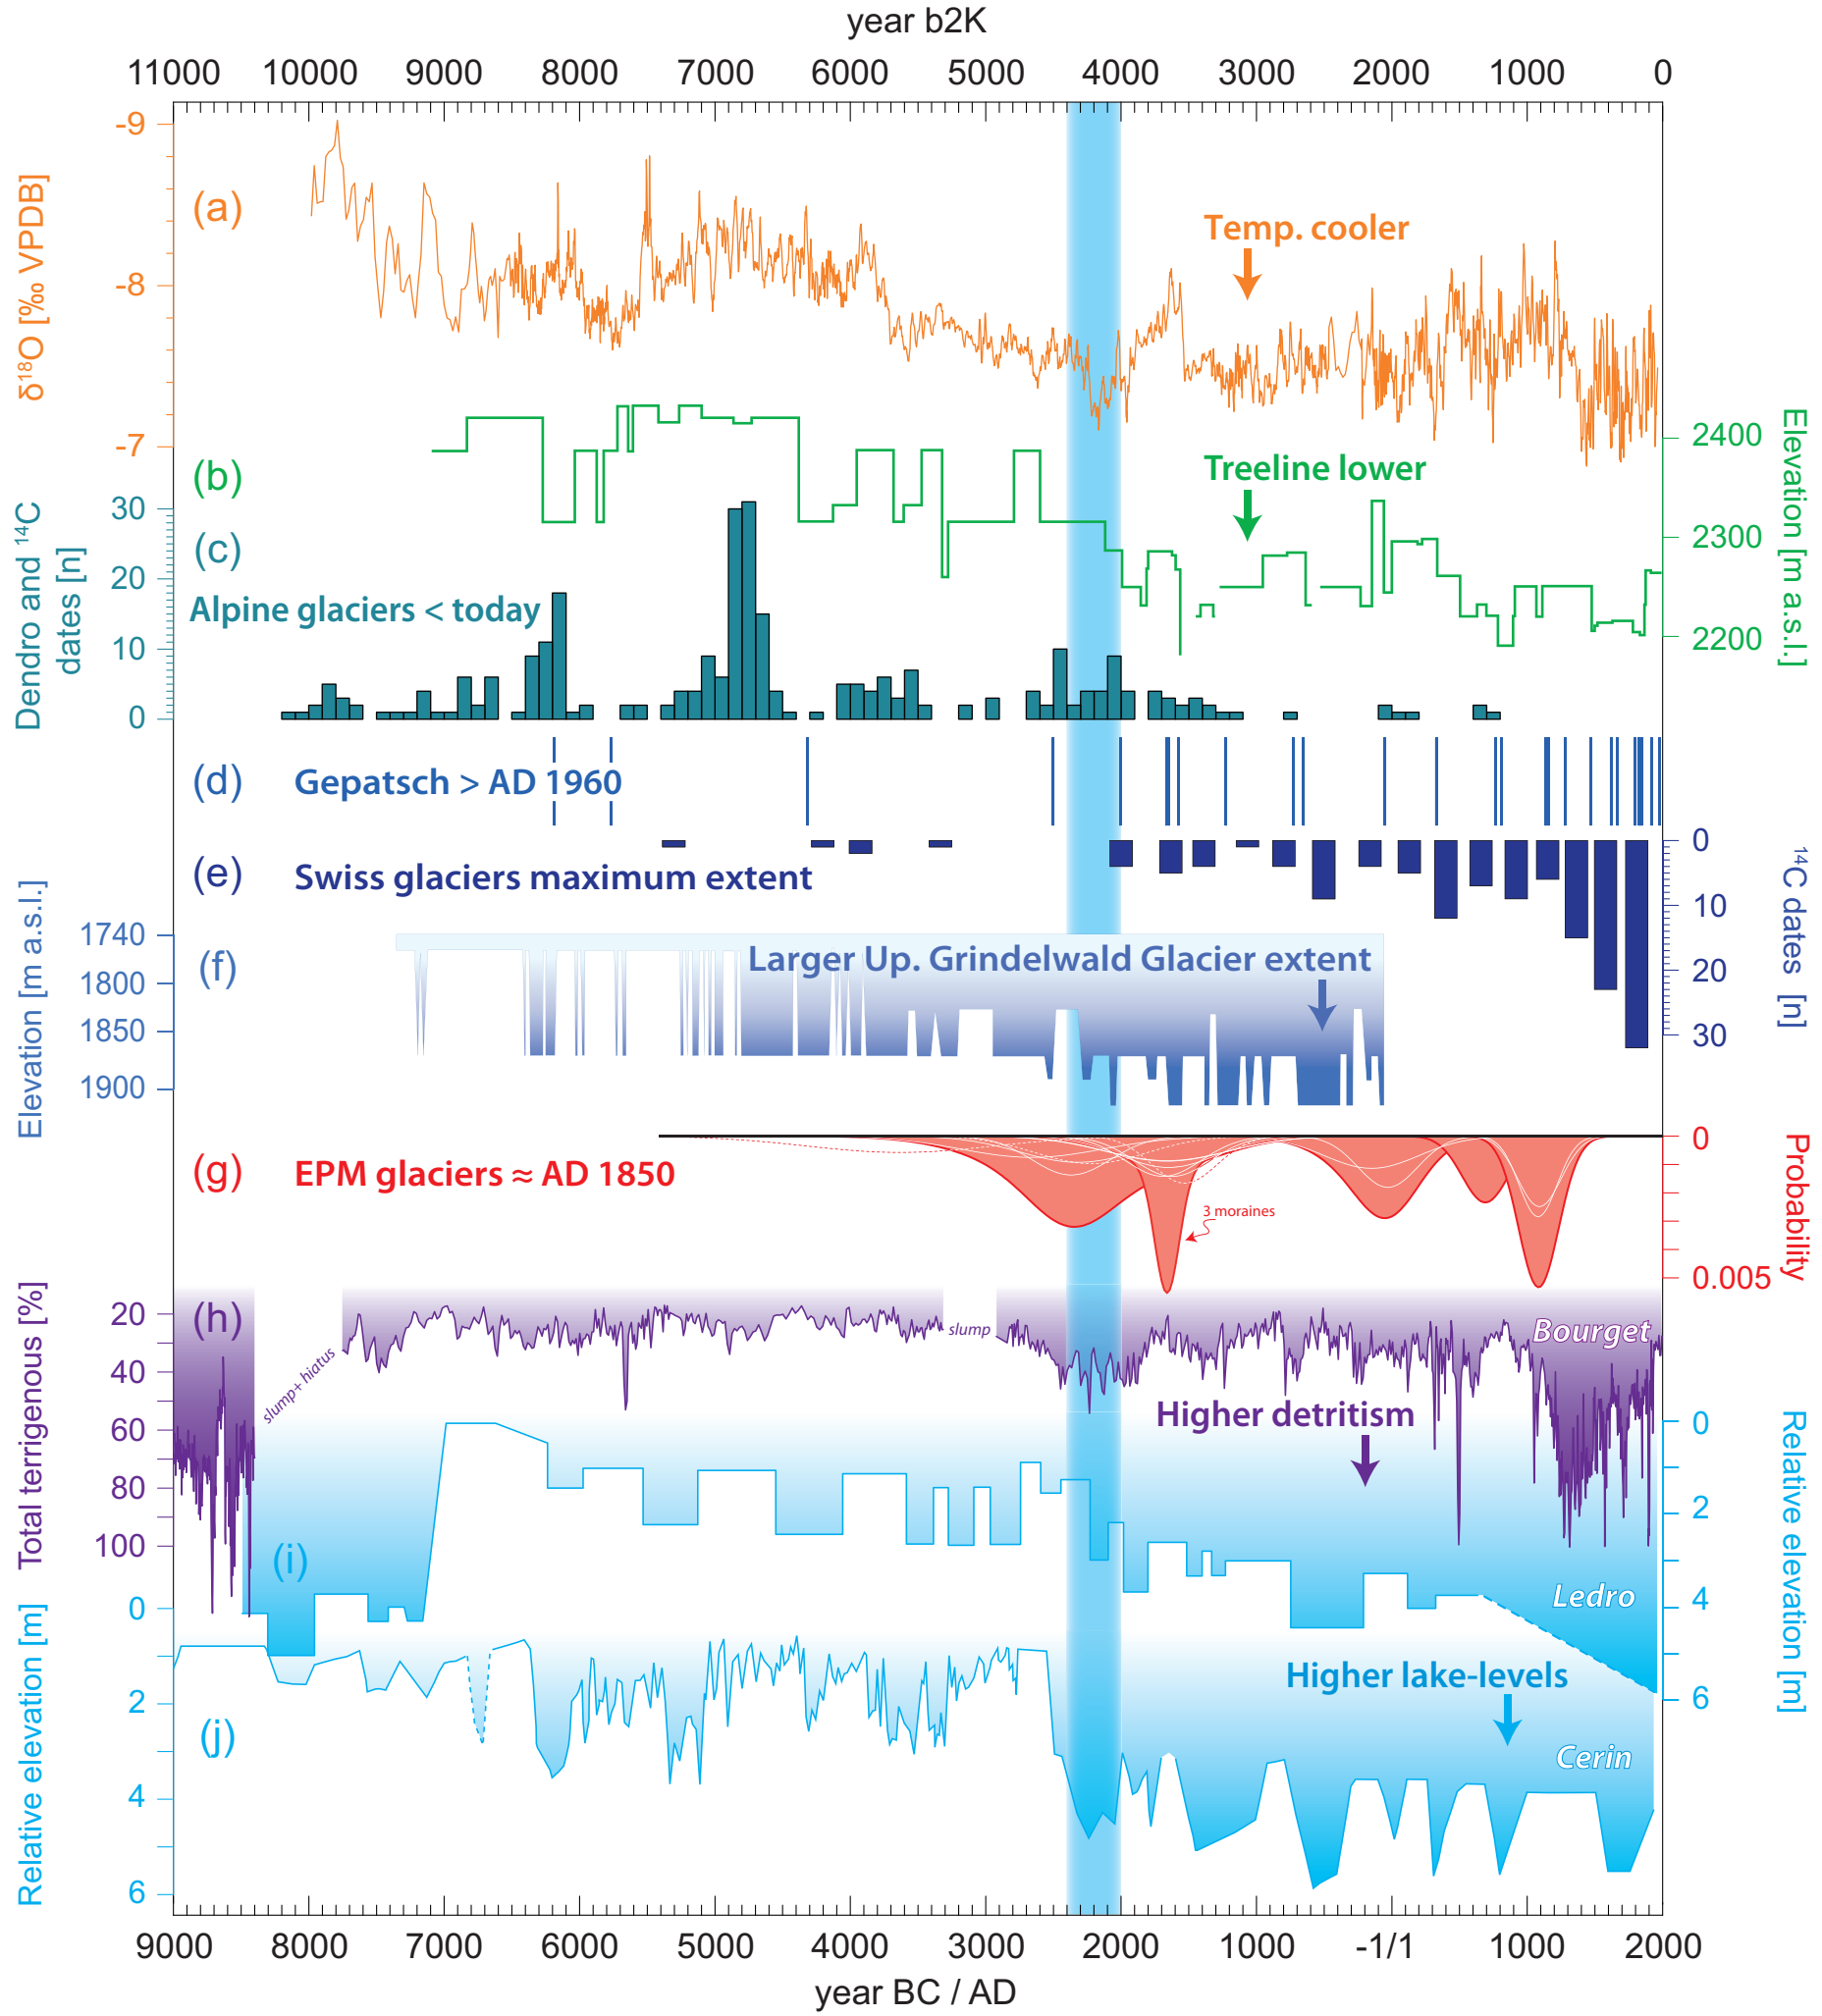 year b2K
11000 10000 9000 8000 7000 6000 5000 4000 3000 2000 1000 0
δ18O [‰ VPDB]
-9
-8
-7
(a)
Temp. cooler
(b)
Treeline lower
Elevation [m a.s.l.]
2400
2300
2200
Dendro and 14C
dates [n]
30
20
10
0
(c)
Alpine glaciers < today
(d)
Gepatsch > AD 1960
(e)
Swiss glaciers maximum extent
14C dates [n]
0
10
20
30
Elevation [m a.s.l.]
1740
1800
1850
1900
(f)
Larger Up. Grindelwald Glacier extent
(g)
EPM glaciers ≈ AD 1850
3 moraines
Probability
0
0.005
Total terrigenous [%]
20
40
60
80
100
(h)
slump+ hiatus
slump
Bourget
Higher detritism
(i)
Ledro
Relative elevation [m]
0
2
4
6
Relative elevation [m]
0
2
4
6
(j)
Higher lake-levels
Cerin
9000 8000 7000 6000 5000 4000 3000 2000 1000 -1/1 1000 2000
year BC / AD